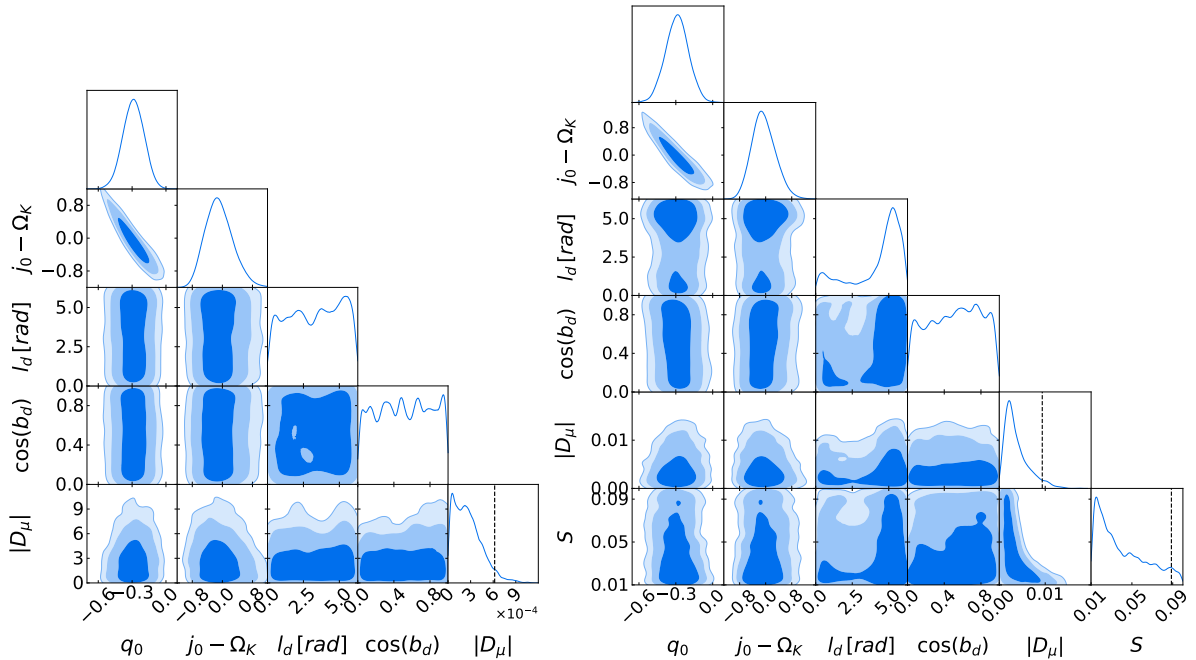 j₀ − Ω_K
0.8
0.0
−0.8
l_d [rad]
5.0
2.5
0.0
cos(b_d)
0.8
0.4
0.0
|D_μ|
9
6
3
0
−0.6 −0.3 0.0
−0.8 0.0 0.8
0.0 2.5 5.0
0.0 0.4 0.8
0 3 6 9
×10⁻⁴
q₀ j₀ − Ω_K l_d [rad] cos(b_d) |D_μ|
j₀ − Ω_K
0.8
0.0
−0.8
l_d [rad]
5.0
2.5
0.0
cos(b_d)
0.8
0.4
0.0
|D_μ|
0.01
0.00
S
0.09
0.05
0.01
−0.6 −0.3 0.0
−0.8 0.0 0.8
0.0 2.5 5.0
0.0 0.4 0.8
0.00 0.01
0.01 0.05 0.09
q₀ j₀ − Ω_K l_d [rad] cos(b_d) |D_μ| S